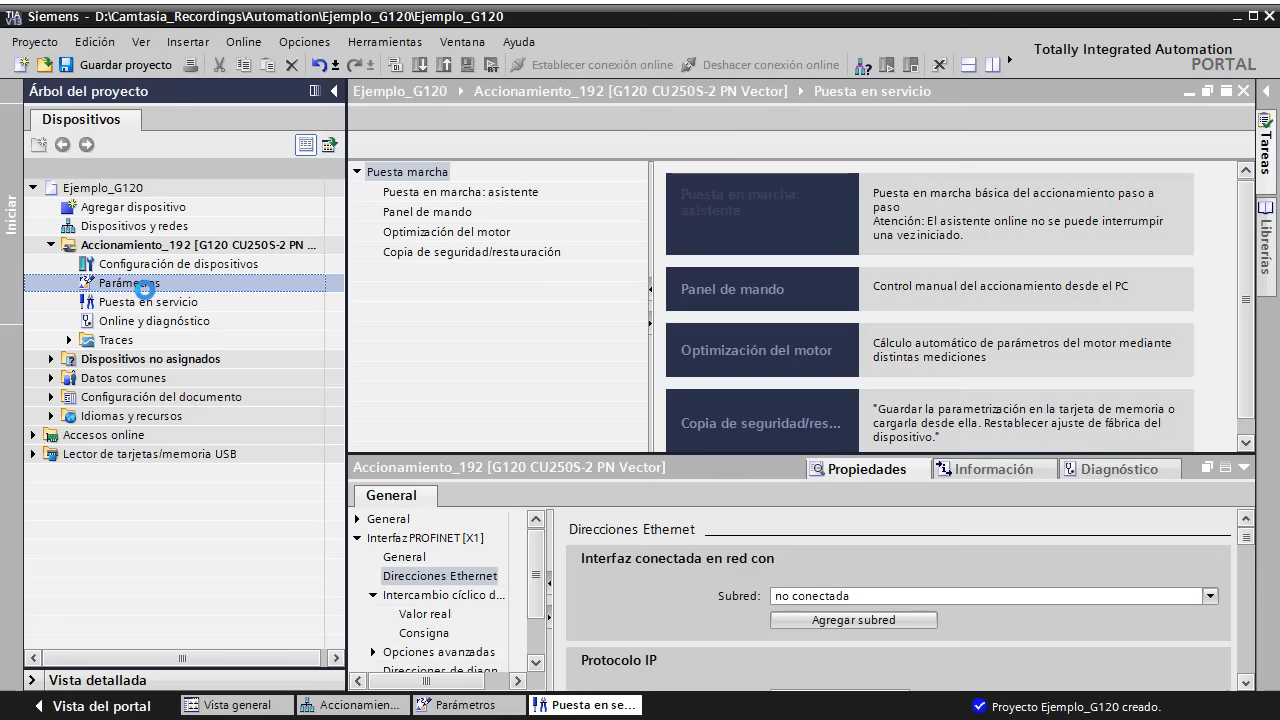 Siemens - D:\Camtasia_Recordings\Automation\Ejemplo_G120\Ejemplo_G120
Proyecto Edición Ver Insertar Online Opciones Herramientas Ventana Ayuda
Totally Integrated Automation
PORTAL
Guardar proyecto
Establecer conexión online
Deshacer conexión online
Árbol del proyecto
Ejemplo_G120 Accionamiento_192 [G120 CU250S-2 PN Vector] Puesta en servicio
Dispositivos
Iniciar
Ejemplo_G120
Agregar dispositivo
Dispositivos y redes
Accionamiento_192 [G120 CU250S-2 PN ...
Configuración de dispositivos
Parámetros
Puesta en servicio
Online y diagnóstico
Traces
Dispositivos no asignados
Datos comunes
Configuración del documento
Idiomas y recursos
Accesos online
Lector de tarjetas/memoria USB
Puesta marcha
Puesta en marcha: asistente
Panel de mando
Optimización del motor
Copia de seguridad/restauración
Puesta en marcha:
asistente
Puesta en marcha básica del accionamiento paso a
paso
Atención: El asistente online no se puede interrumpir
una vez iniciado.
Panel de mando
Control manual del accionamiento desde el PC
Optimización del motor
Cálculo automático de parámetros del motor mediante
distintas mediciones
Copia de seguridad/res...
"Guardar la parametrización en la tarjeta de memoria o
cargarla desde ella. Restablecer ajuste de fábrica del
dispositivo."
Tareas
Librerías
Accionamiento_192 [G120 CU250S-2 PN Vector]
Propiedades
Información
Diagnóstico
General
General
Interfaz PROFINET [X1]
General
Direcciones Ethernet
Intercambio cíclico d...
Valor real
Consigna
Opciones avanzadas
Direcciones de diagn
Direcciones Ethernet
Interfaz conectada en red con
Subred: no conectada
Agregar subred
Protocolo IP
Vista detallada
Vista del portal
Vista general
Accionamien...
Parámetros
Puesta en se...
Proyecto Ejemplo_G120 creado.